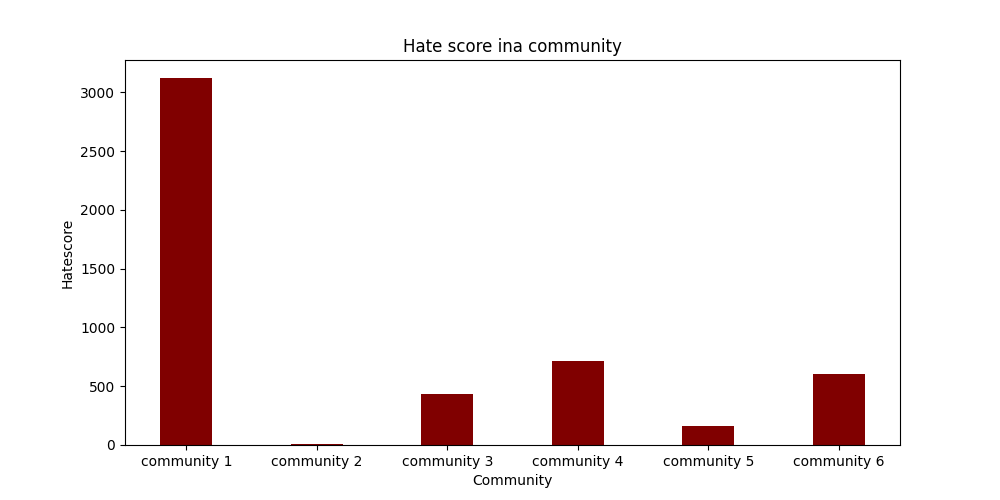 Hate score ina community
3000
2500
2000
1500
1000
500
0
Hatescore
community 1
community 2
community 3
community 4
community 5
community 6
Community